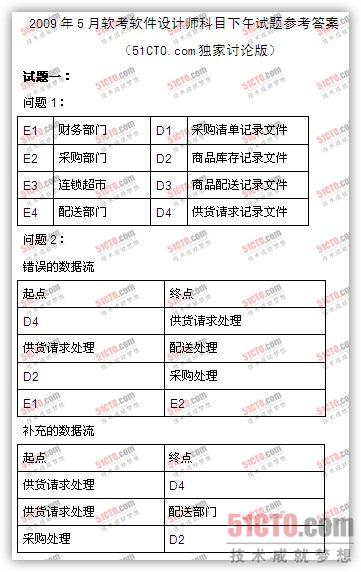 2009年5月软考软件设计师科目下午试题参考答案
（51CTO.com独家讨论版）
试题一：
问题1：
E1 财务部门 D1 采购清单记录文件
E2 采购部门 D2 商品库存记录文件
E3 连锁超市 D3 商品配送记录文件
E4 配送部门 D4 供货请求记录文件
问题2：
错误的数据流
起点 终点
D4 供货请求处理
供货请求处理 配送处理
D2 采购处理
E1 E2
补充的数据流
起点 终点
供货请求处理 D4
供货请求处理 配送部门
采购处理 D2
51CTO.com
技术成就梦想